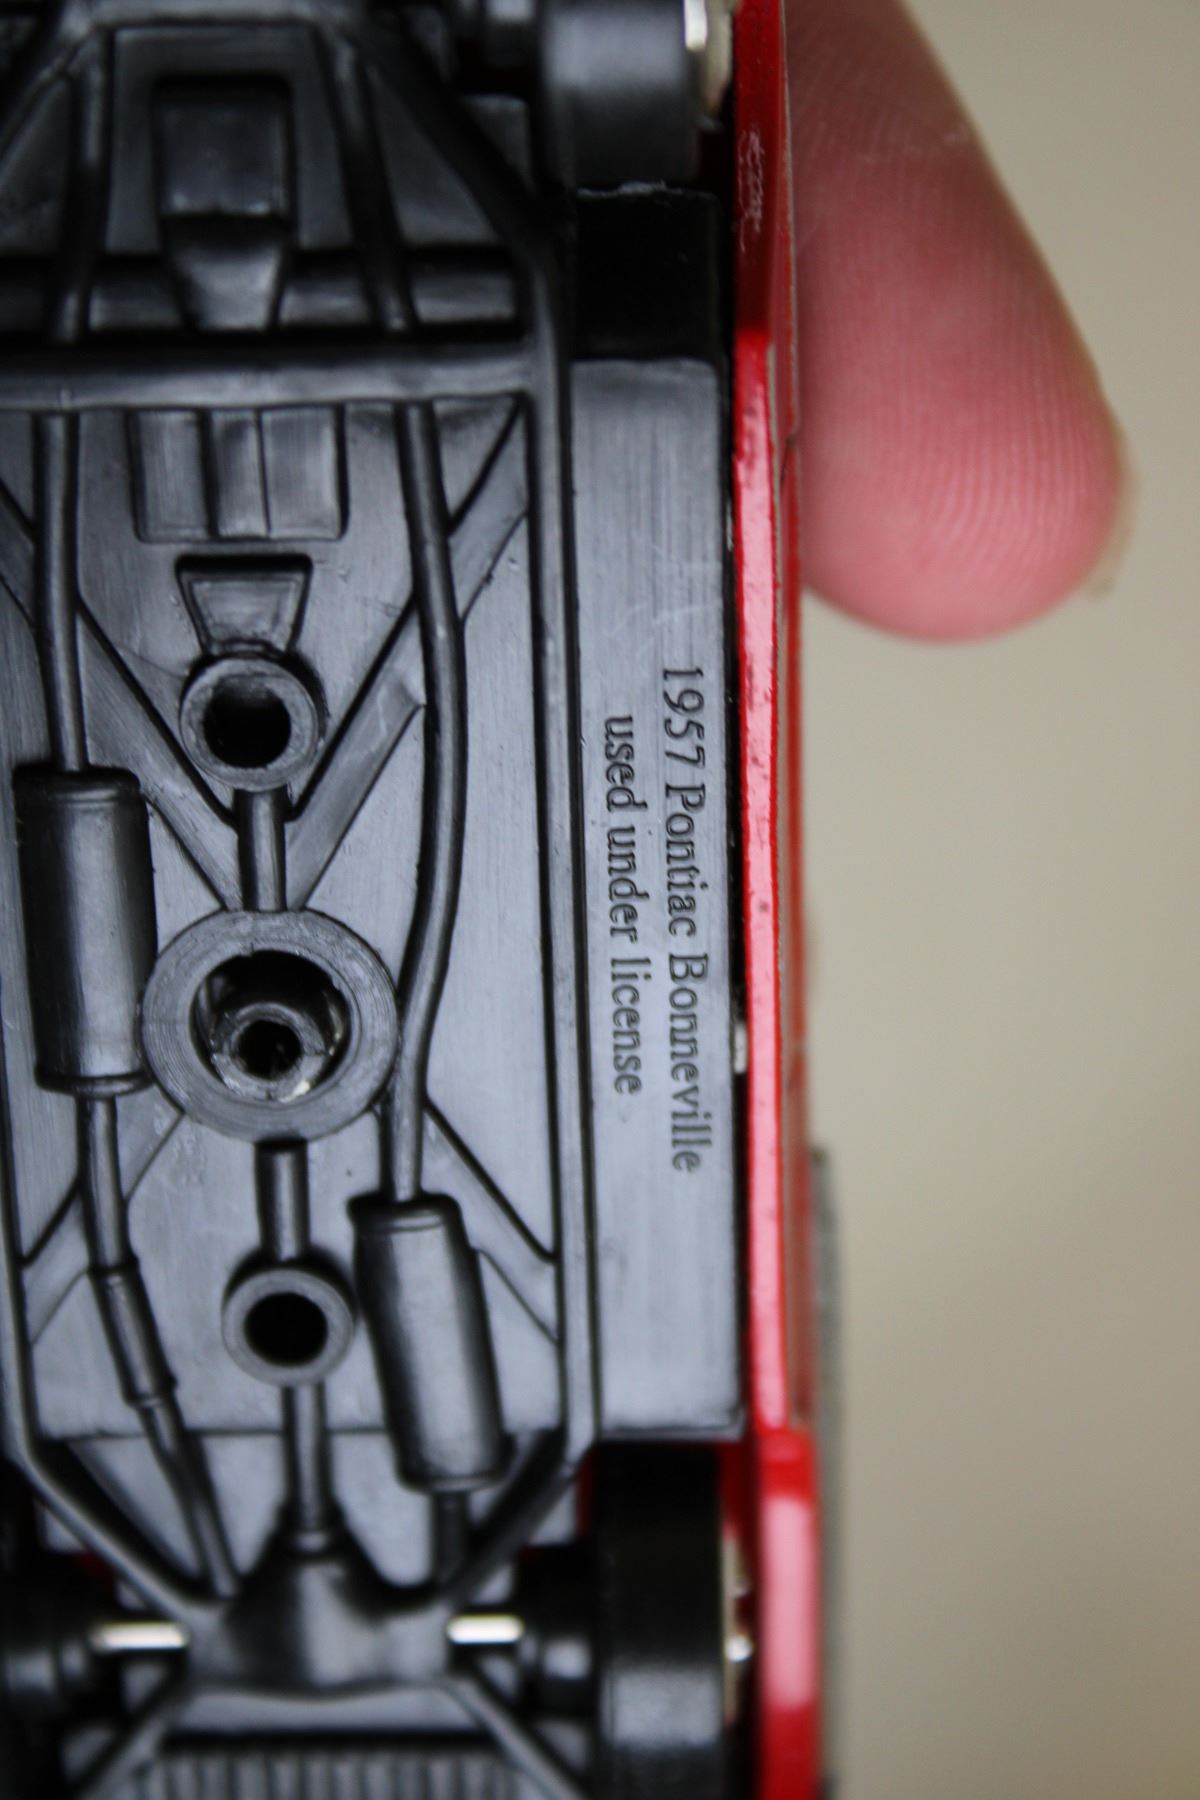 1957 Pontiac Bonneville
used under license